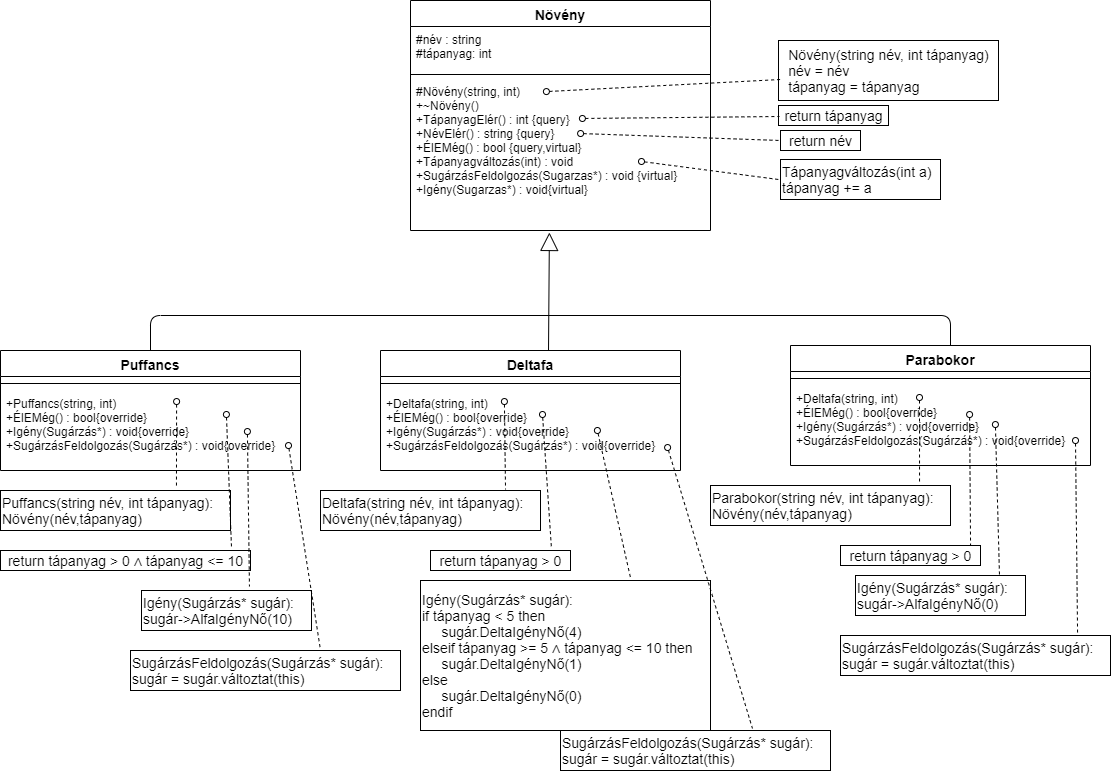 Növény
#név : string
#tápanyag: int
#Növény(string, int)
+~Növény()
+TápanyagElér() : int {query}
+NévElér() : string {query}
+ÉlEMég() : bool {query,virtual}
+Tápanyagváltozás(int) : void
+SugárzásFeldolgozás(Sugarzas*) : void {virtual}
+Igény(Sugarzas*) : void{virtual}
Növény(string név, int tápanyag)
név = név
tápanyag = tápanyag
return tápanyag
return név
Tápanyagváltozás(int a)
tápanyag += a
Puffancs
+Puffancs(string, int)
+ÉlEMég() : bool{override}
+Igény(Sugárzás*) : void{override}
+SugárzásFeldolgozás(Sugárzás*) : void{override}
Puffancs(string név, int tápanyag):
Növény(név,tápanyag)
return tápanyag > 0 ∧ tápanyag <= 10
Igény(Sugárzás* sugár):
sugár->AlfaIgényNő(10)
SugárzásFeldolgozás(Sugárzás* sugár):
sugár = sugár.változtat(this)
Deltafa
+Deltafa(string, int)
+ÉlEMég() : bool{override}
+Igény(Sugárzás*) : void{override}
+SugárzásFeldolgozás(Sugárzás*) : void{override}
Deltafa(string név, int tápanyag):
Növény(név,tápanyag)
return tápanyag > 0
Igény(Sugárzás* sugár):
if tápanyag < 5 then
sugár.DeltaIgényNő(4)
elseif tápanyag >= 5 ∧ tápanyag <= 10 then
sugár.DeltaIgényNő(1)
else
sugár.DeltaIgényNő(0)
endif
SugárzásFeldolgozás(Sugárzás* sugár):
sugár = sugár.változtat(this)
Parabokor
+Deltafa(string, int)
+ÉlEMég() : bool{override}
+Igény(Sugárzás*) : void{override}
+SugárzásFeldolgozás(Sugárzás*) : void{override}
Parabokor(string név, int tápanyag):
Növény(név,tápanyag)
return tápanyag > 0
Igény(Sugárzás* sugár):
sugár->AlfaIgényNő(0)
SugárzásFeldolgozás(Sugárzás* sugár):
sugár = sugár.változtat(this)